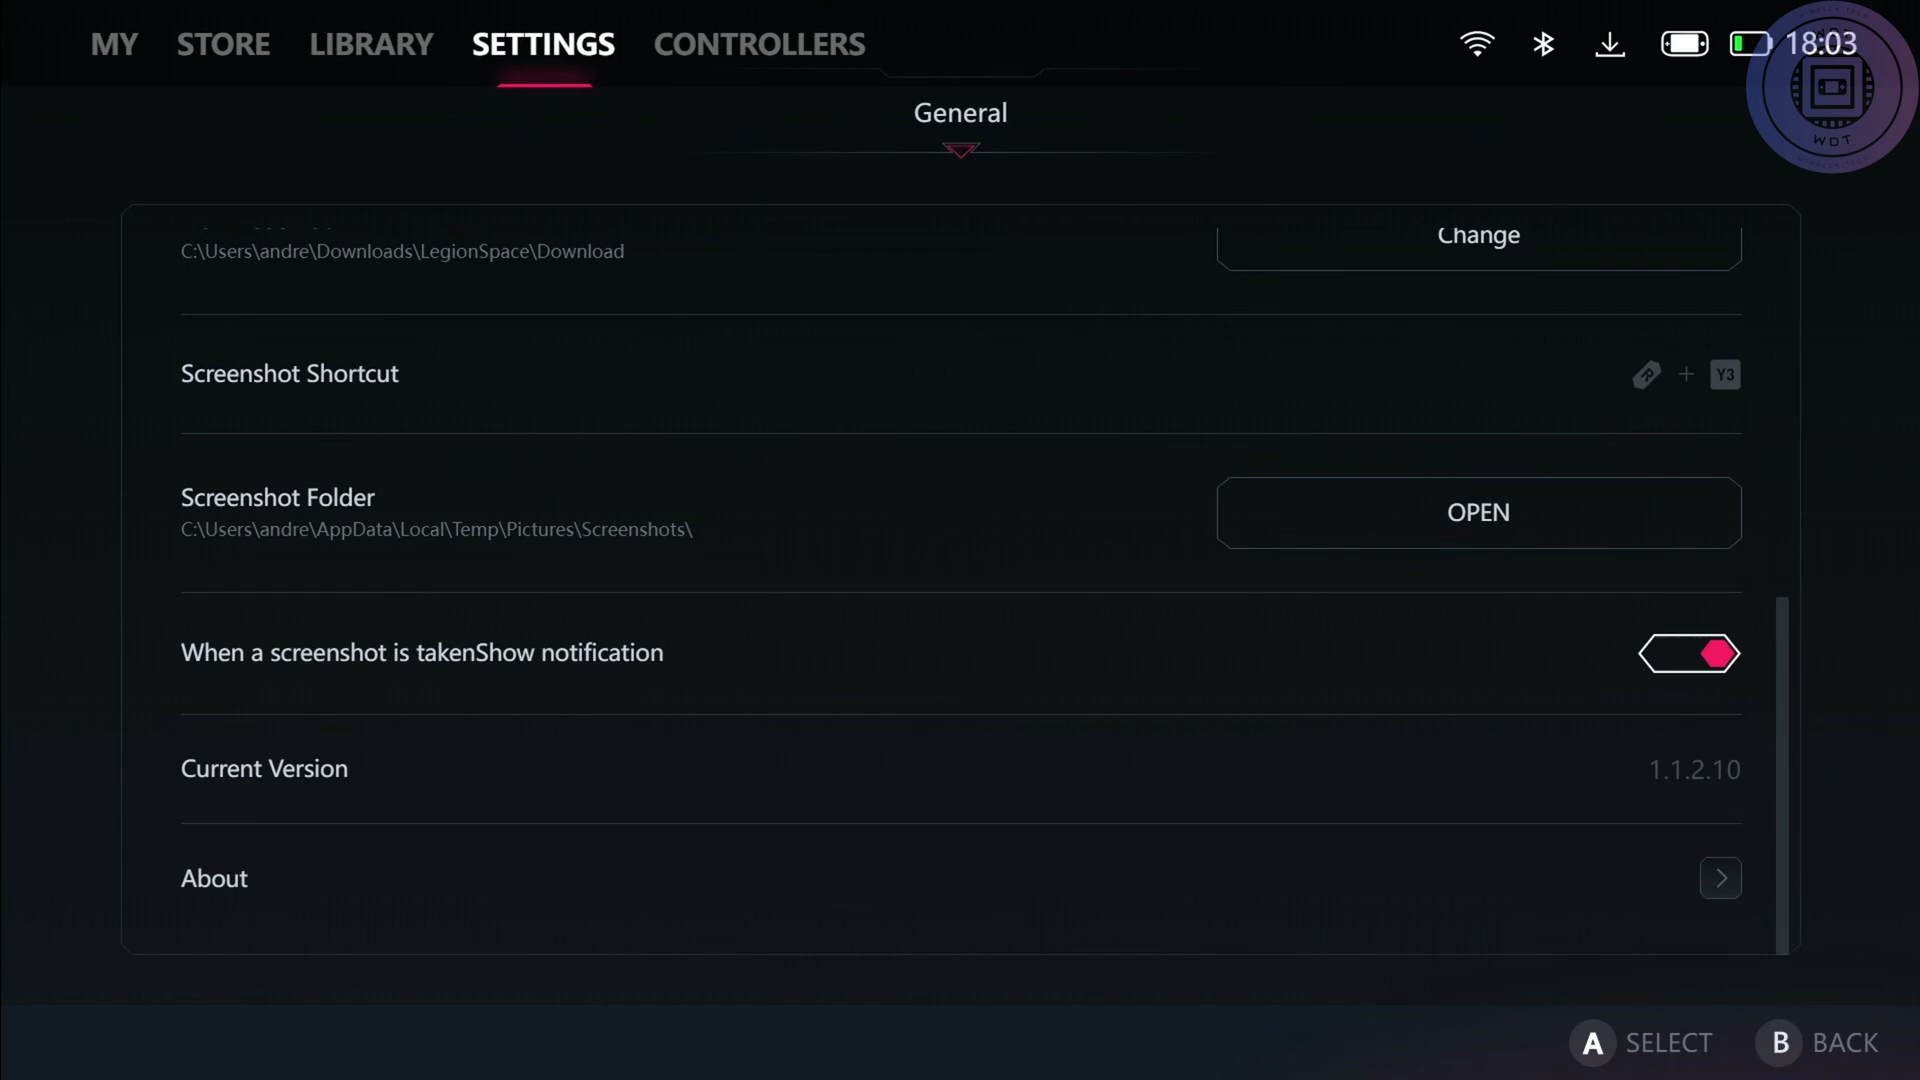 MY STORE LIBRARY SETTINGS CONTROLLERS 18:03
WDT
General
C:\Users\andre\Downloads\LegionSpace\Download
Change
Screenshot Shortcut
R + Y3
Screenshot Folder
C:\Users\andre\AppData\Local\Temp\Pictures\Screenshots\
OPEN
When a screenshot is takenShow notification
Current Version
1.1.2.10
About
A SELECT B BACK